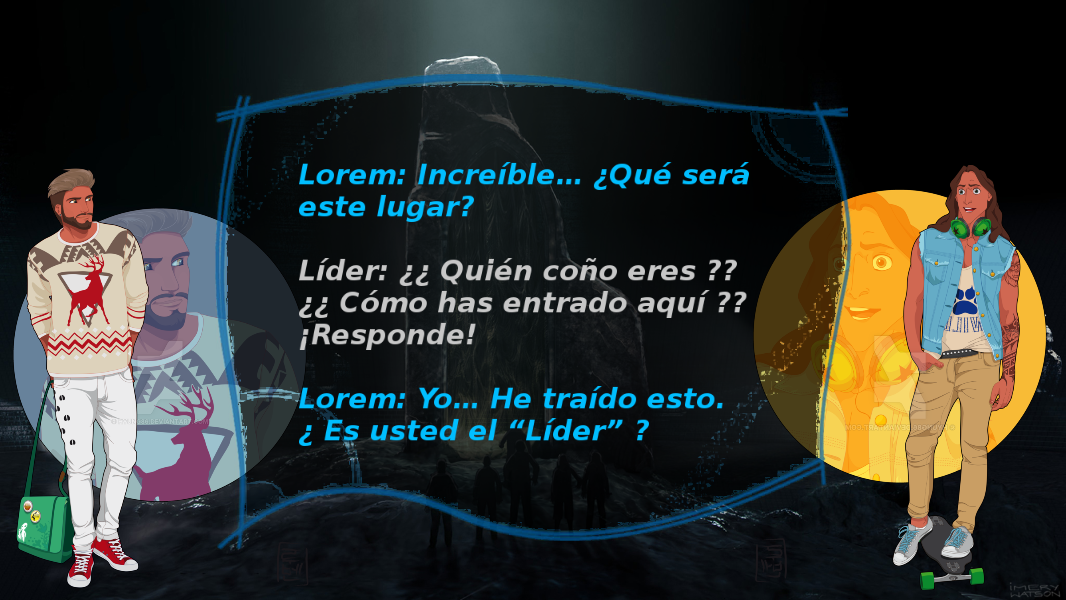 Lorem: Increíble… ¿Qué será
este lugar?
Líder: ¿¿ Quién coño eres ??
¿¿ Cómo has entrado aquí ??
¡Responde!
Lorem: Yo… He traído esto.
¿ Es usted el “Líder” ?
iMERY
WATSON